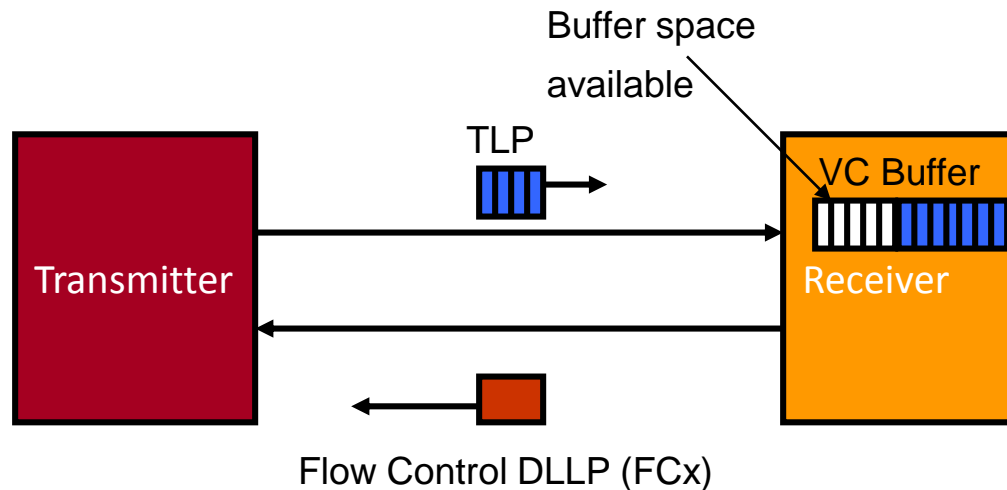 Buffer space
available
TLP
VC Buffer
Transmitter
Receiver
Flow Control DLLP (FCx)